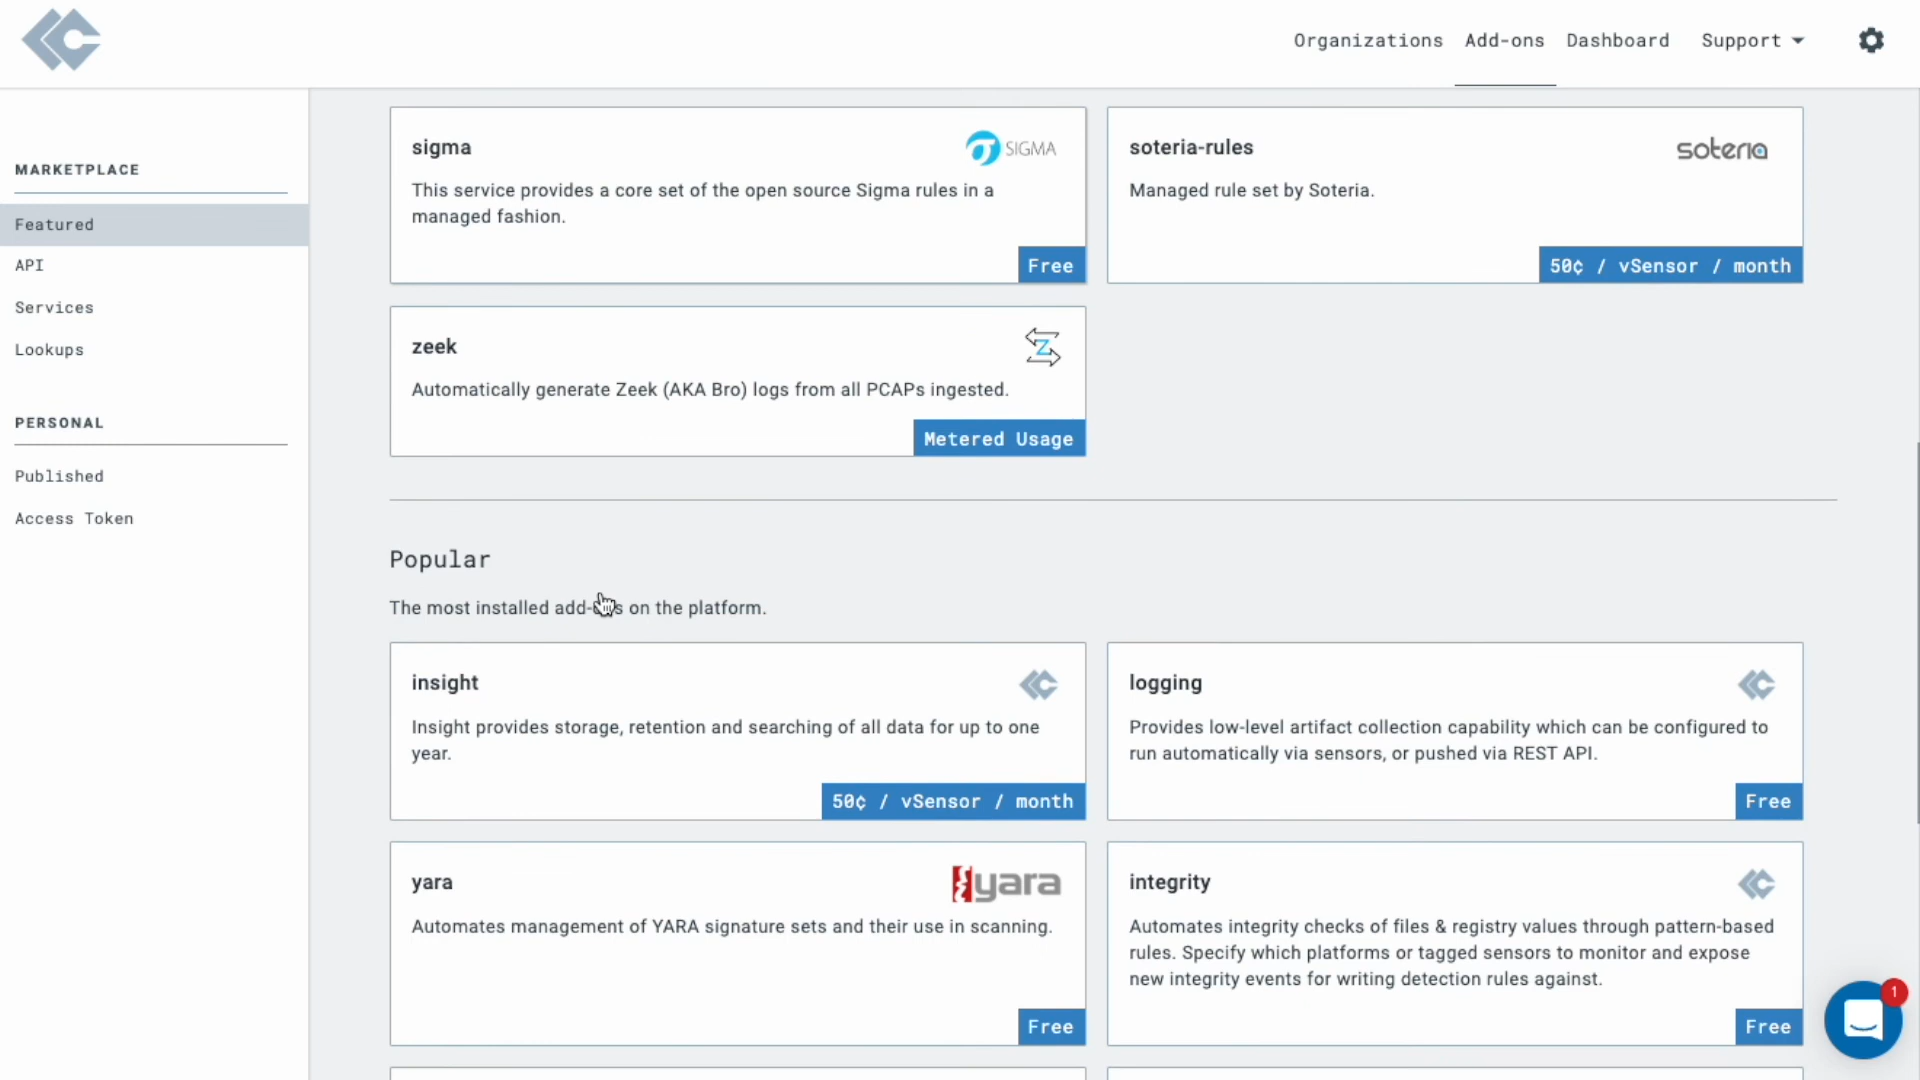 Organizations
Add-ons
Dashboard
Support
MARKETPLACE
Featured
API
Services
Lookups
PERSONAL
Published
Access Token
sigma
SIGMA
This service provides a core set of the open source Sigma rules in a
managed fashion.
Free
soteria-rules
soteria
Managed rule set by Soteria.
50¢ / vSensor / month
zeek
Z
Automatically generate Zeek (AKA Bro) logs from all PCAPs ingested.
Metered Usage
Popular
The most installed add-ons on the platform.
insight
Insight provides storage, retention and searching of all data for up to one
year.
50¢ / vSensor / month
logging
Provides low-level artifact collection capability which can be configured to
run automatically via sensors, or pushed via REST API.
Free
yara
yara
Automates management of YARA signature sets and their use in scanning.
Free
integrity
Automates integrity checks of files & registry values through pattern-based
rules. Specify which platforms or tagged sensors to monitor and expose
new integrity events for writing detection rules against.
Free
1